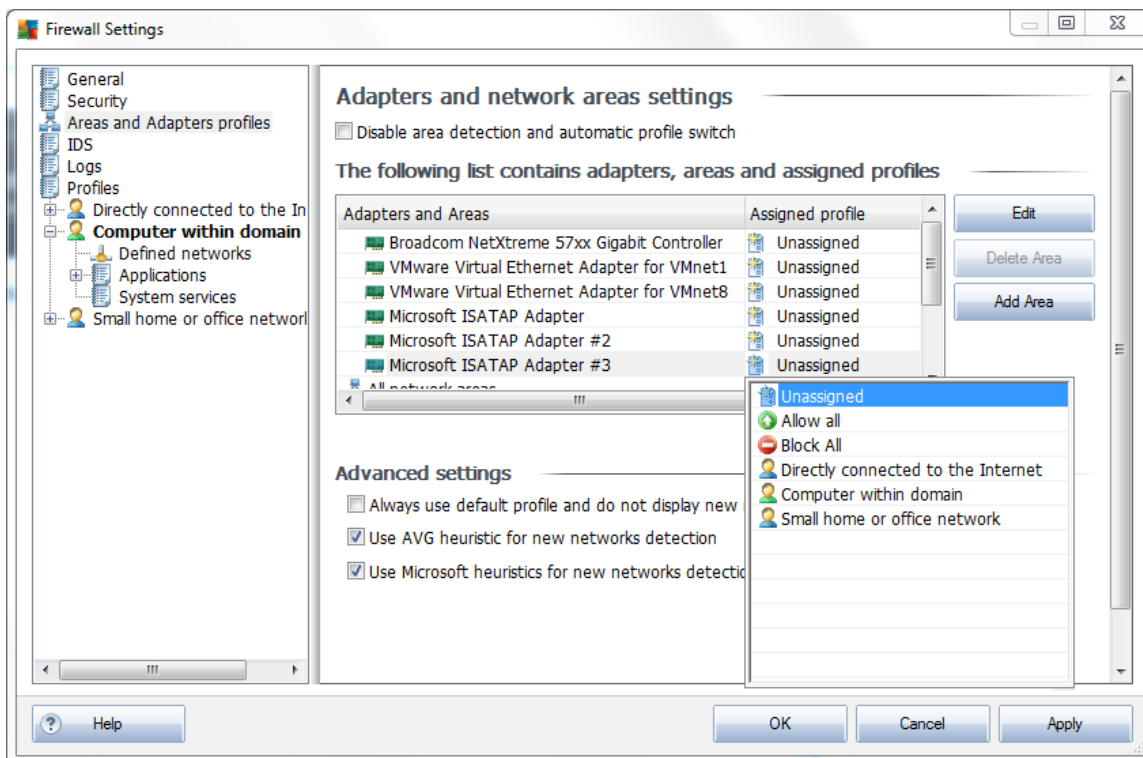 Firewall Settings
General
Security
Areas and Adapters profiles
IDS
Logs
Profiles
Directly connected to the In
Computer within domain
Defined networks
Applications
System services
Small home or office networl
Adapters and network areas settings
Disable area detection and automatic profile switch
The following list contains adapters, areas and assigned profiles
Adapters and Areas Assigned profile
Broadcom NetXtreme 57xx Gigabit Controller Unassigned
VMware Virtual Ethernet Adapter for VMnet1 Unassigned
VMware Virtual Ethernet Adapter for VMnet8 Unassigned
Microsoft ISATAP Adapter Unassigned
Microsoft ISATAP Adapter #2 Unassigned
Microsoft ISATAP Adapter #3 Unassigned
All network areas
Edit
Delete Area
Add Area
Unassigned
Allow all
Block All
Directly connected to the Internet
Computer within domain
Small home or office network
Advanced settings
Always use default profile and do not display new
Use AVG heuristic for new networks detection
Use Microsoft heuristics for new networks detectic
? Help
OK
Cancel
Apply